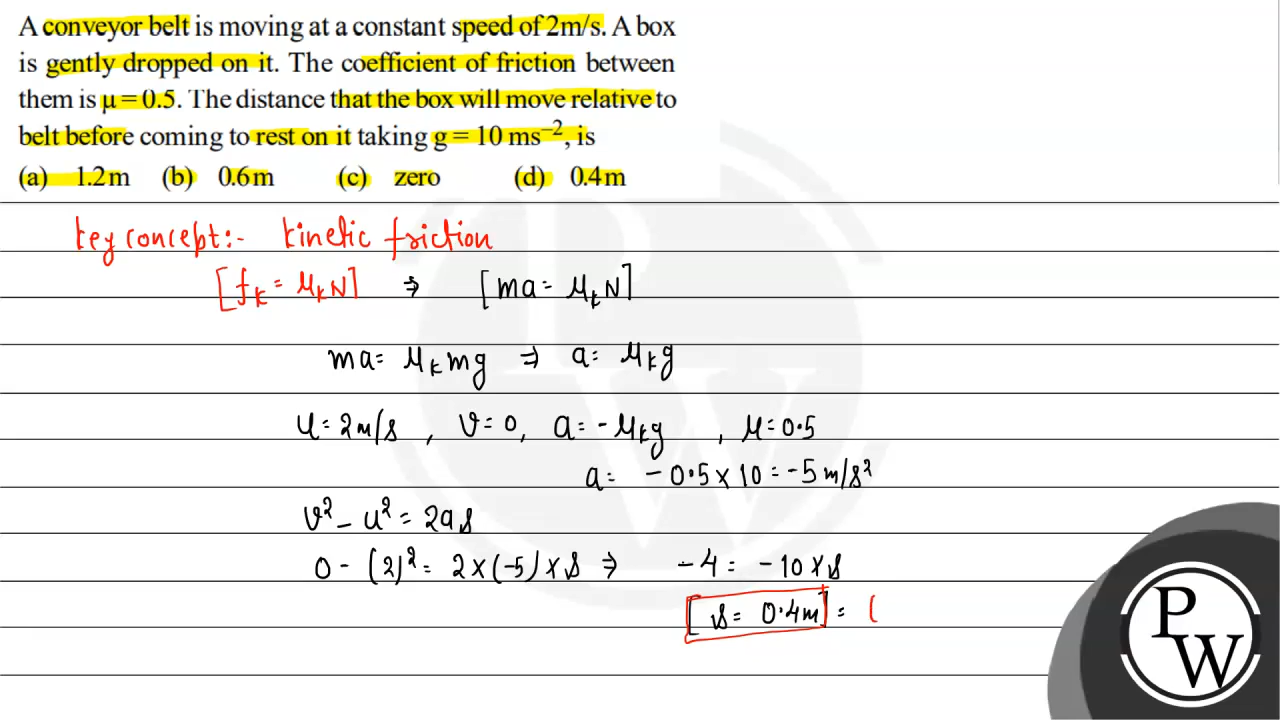 A conveyor belt is moving at a constant speed of 2m/s. A box
is gently dropped on it. The coefficient of friction between
them is μ = 0.5. The distance that the box will move relative to
belt before coming to rest on it taking g = 10 ms⁻², is
(a) 1.2m (b) 0.6m (c) zero (d) 0.4m
Key concept:- Kinetic friction
[fₖ = μₖN] ⇒ [ma = μₖN]
ma = μₖmg ⇒ a = μₖg
u = 2m/s, v = 0, a = -μₖg, μ = 0.5
a = -0.5 × 10 = -5 m/s²
v² - u² = 2as
0 - (2)² = 2×(-5)×s ⇒ -4 = -10×s
[s = 0.4m] = (
PW
PW